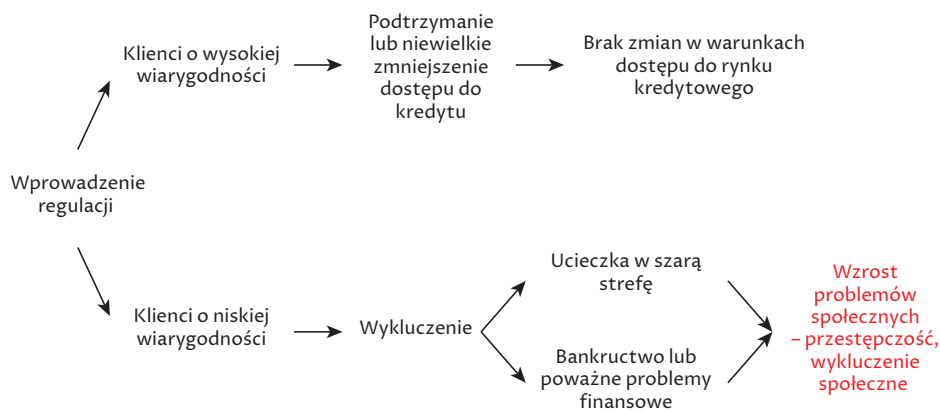 Klienci o wysokiej
wiarygodności
Podtrzymanie
lub niewielkie
zmniejszenie
dostępu do
kredytu
Brak zmian w warunkach
dostępu do rynku
kredytowego
Wprowadzenie
regulacji
Klienci o niskiej
wiarygodności
Wykluczenie
Ucieczka w szarą
strefę
Bankructwo lub
poważne problemy
finansowe
Wzrost
problemów
społecznych
– przestępczość,
wykluczenie
społeczne